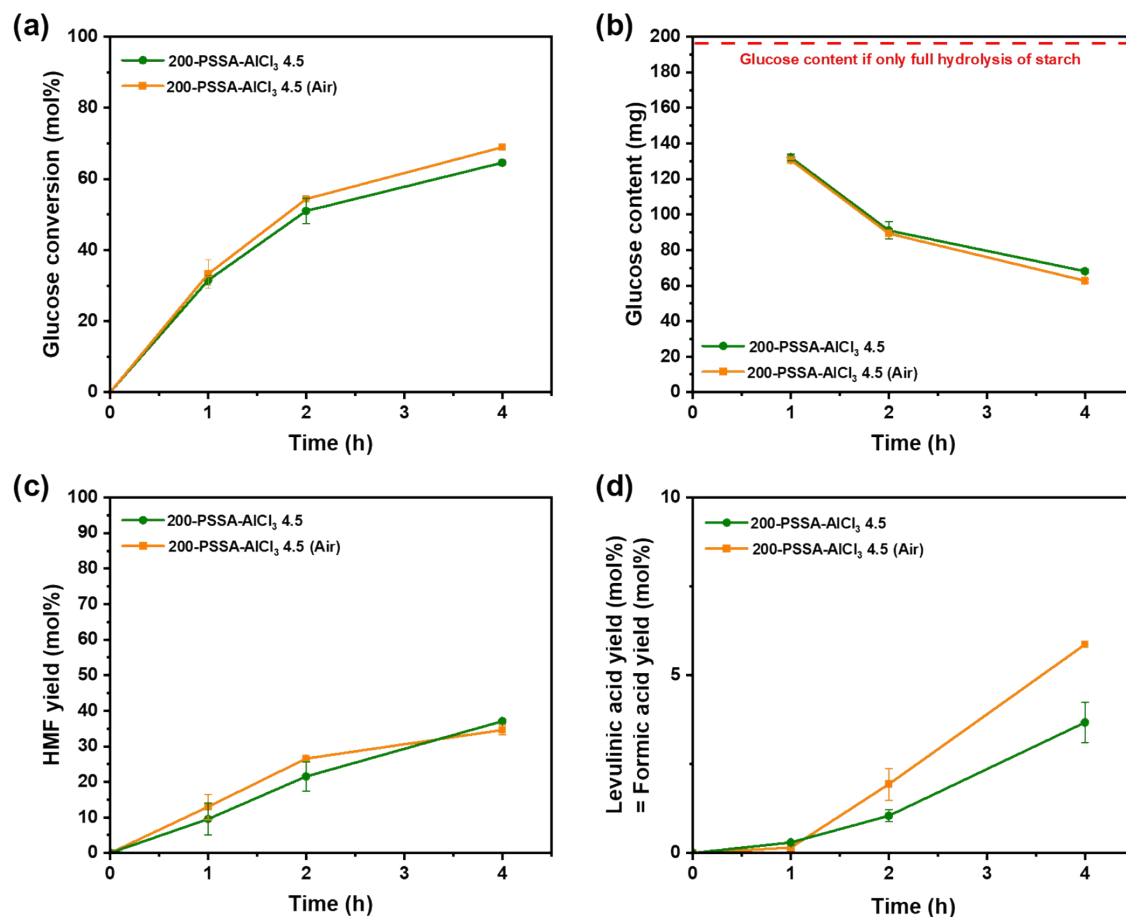 (a)
Glucose conversion (mol%)
100
80
60
40
20
0
200-PSSA-AlCl₃ 4.5
200-PSSA-AlCl₃ 4.5 (Air)
0 1 2 3 4
Time (h)
(b)
Glucose content (mg)
200
180
160
140
120
100
80
60
40
20
0
Glucose content if only full hydrolysis of starch
200-PSSA-AlCl₃ 4.5
200-PSSA-AlCl₃ 4.5 (Air)
0 1 2 3 4
Time (h)
(c)
HMF yield (mol%)
100
90
80
70
60
50
40
30
20
10
0
200-PSSA-AlCl₃ 4.5
200-PSSA-AlCl₃ 4.5 (Air)
0 1 2 3 4
Time (h)
(d)
Levulinic acid yield (mol%)
= Formic acid yield (mol%)
10
5
0
200-PSSA-AlCl₃ 4.5
200-PSSA-AlCl₃ 4.5 (Air)
0 1 2 3 4
Time (h)